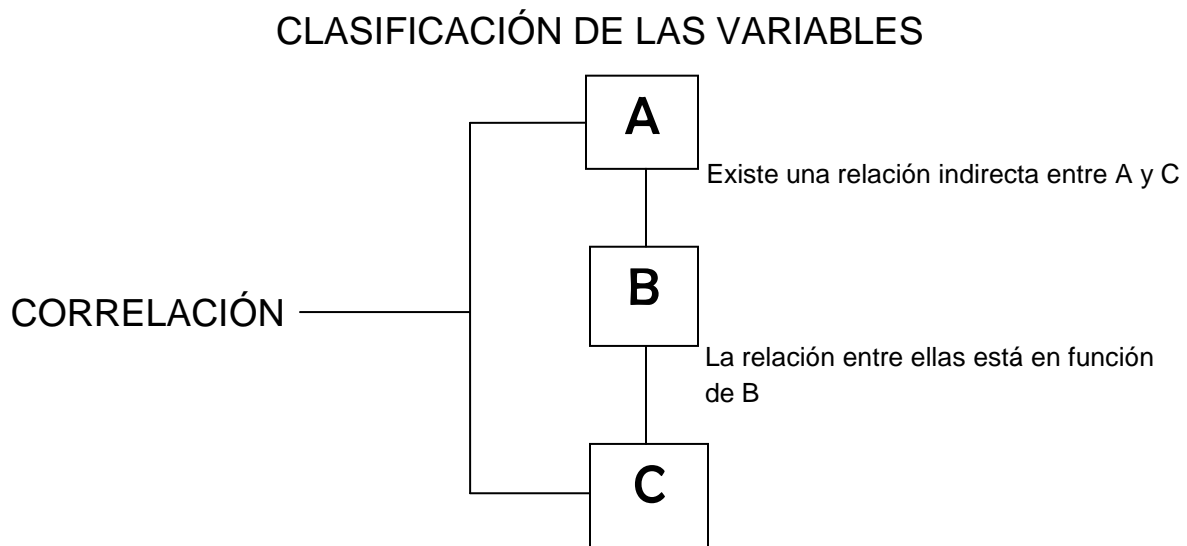 CLASIFICACIÓN DE LAS VARIABLES
A
Existe una relación indirecta entre A y C
B
CORRELACIÓN
La relación entre ellas está en función
de B
C